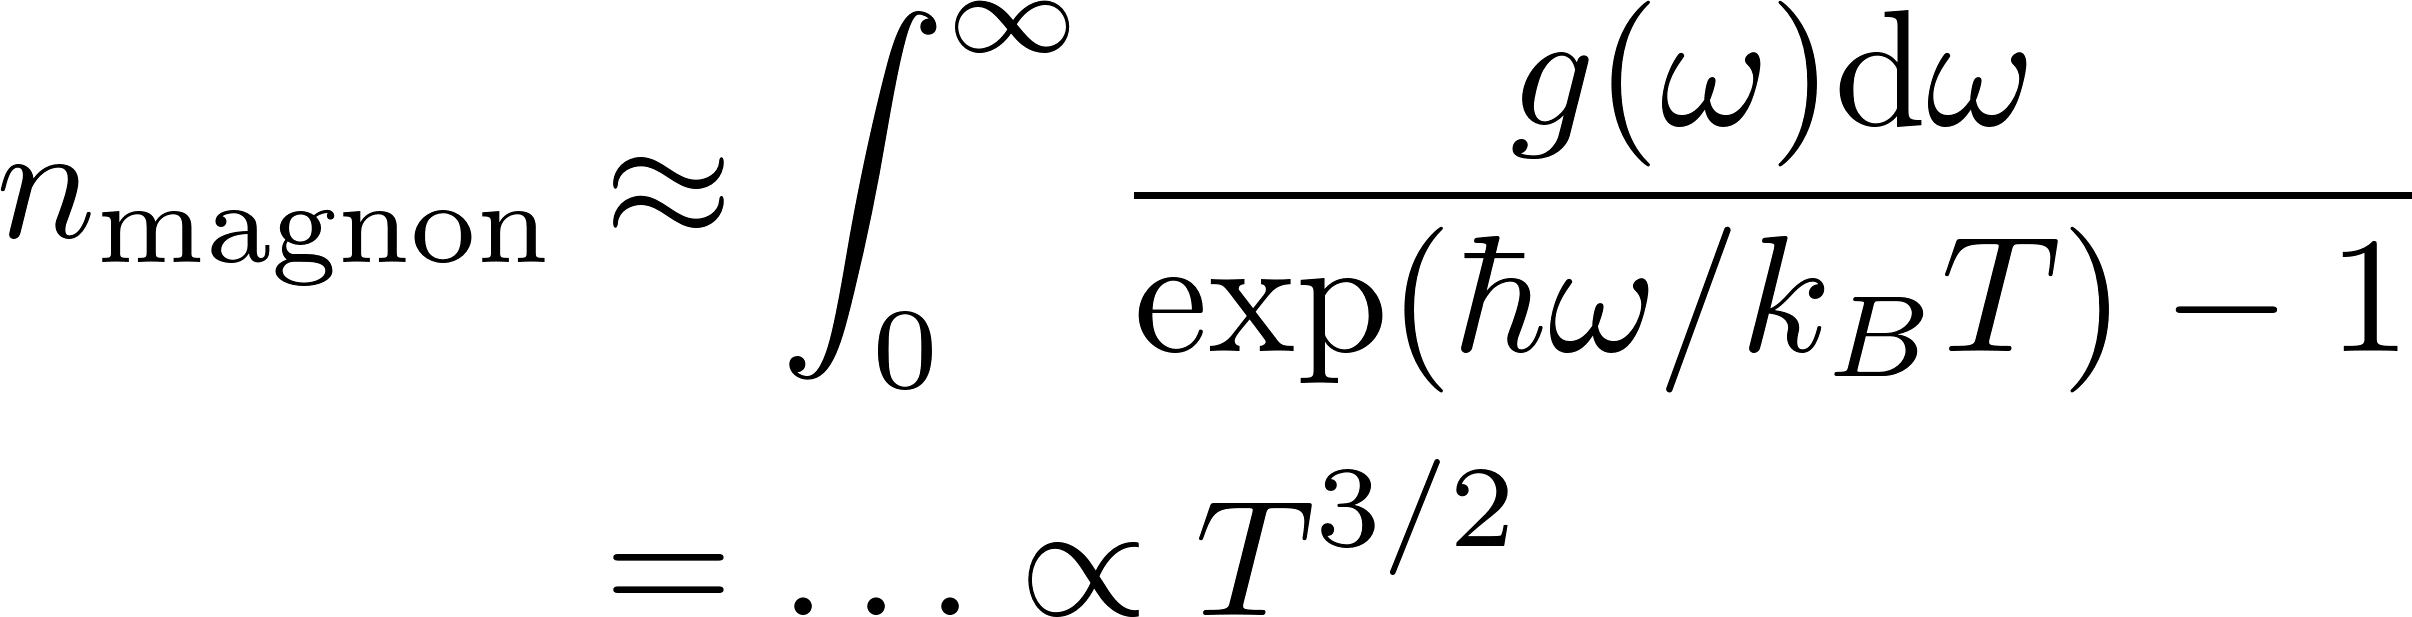 n_magnon ≈ ∫_0^∞ g(ω)dω / (exp(ħω/k_B T) − 1)
= … ∝ T^{3/2}